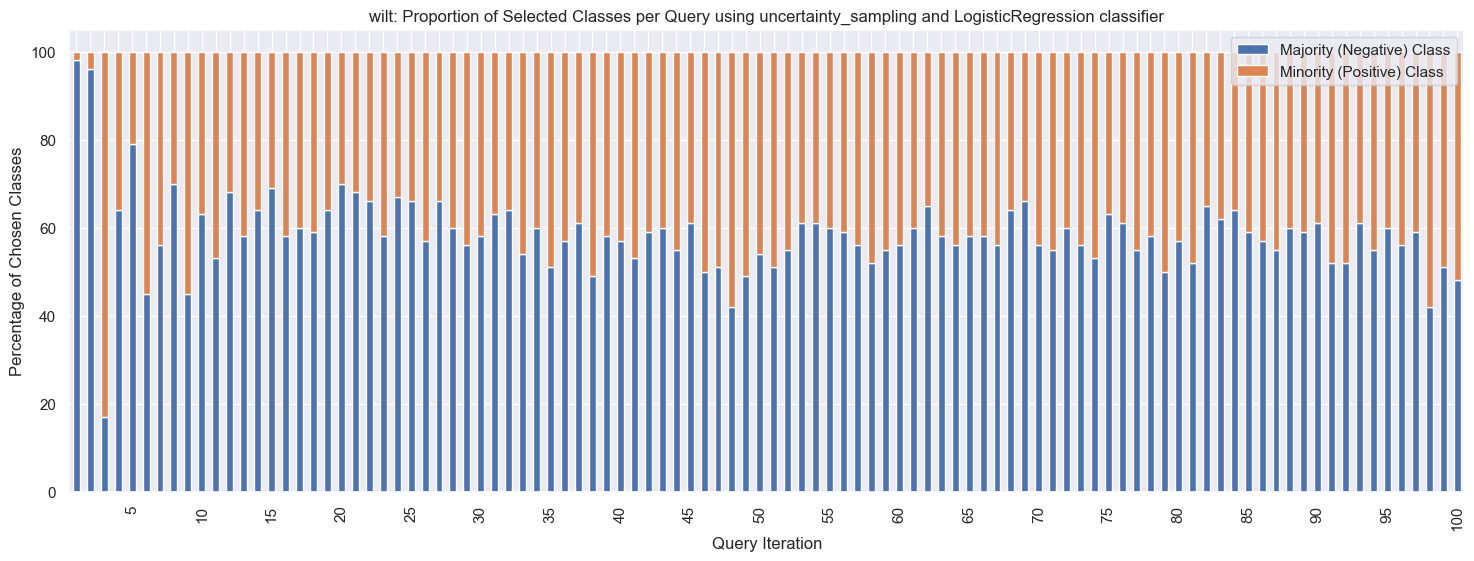 wilt: Proportion of Selected Classes per Query using uncertainty_sampling and LogisticRegression classifier
Majority (Negative) Class
Minority (Positive) Class
Percentage of Chosen Classes
100
80
60
40
20
0
5 10 15 20 25 30 35 40 45 50 55 60 65 70 75 80 85 90 95 100
Query Iteration